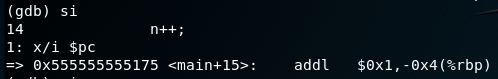 (gdb) si
14 n++;
1: x/i $pc
=> 0x555555555175 <main+15>: addl $0x1,-0x4(%rbp)